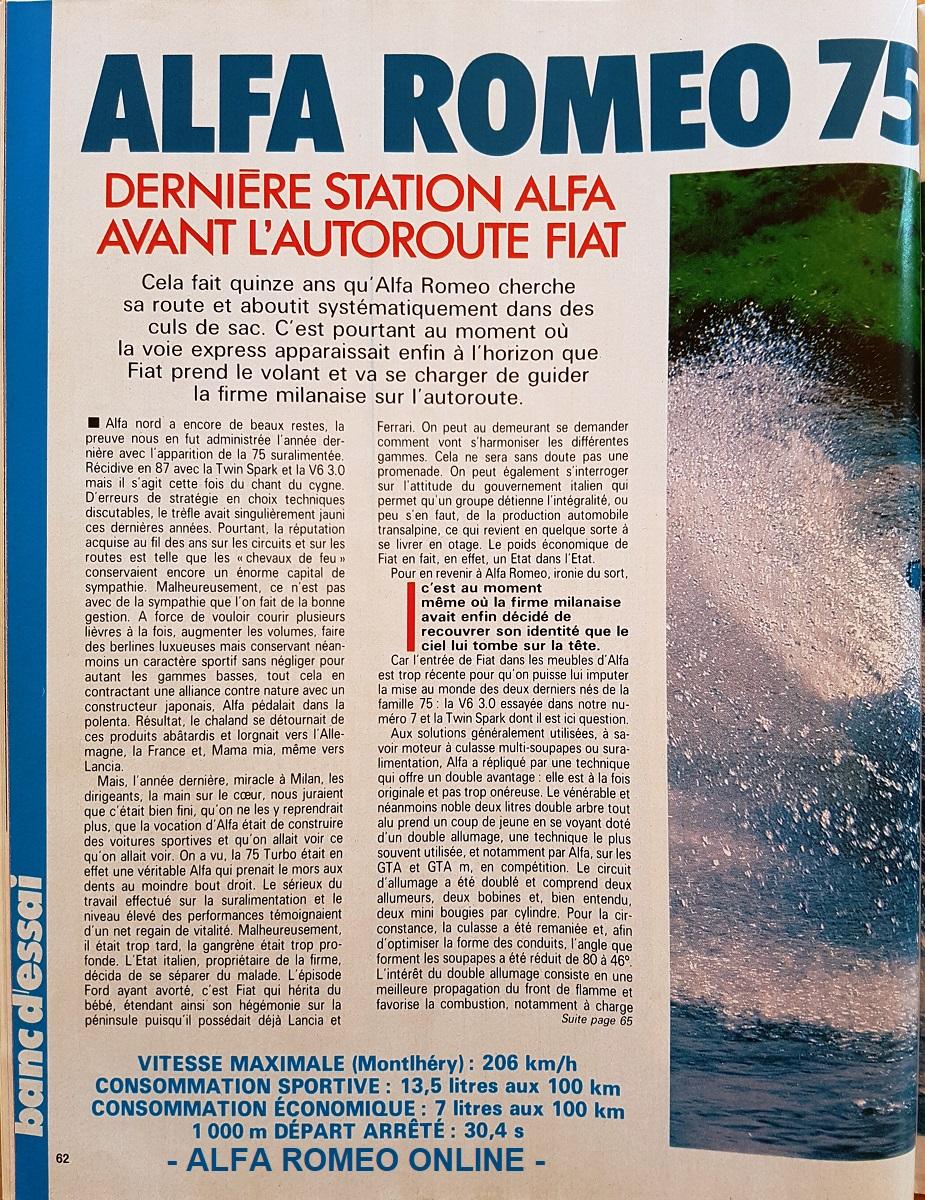 ALFA ROMEO 75
DERNIÈRE STATION ALFA
AVANT L'AUTOROUTE FIAT
Cela fait quinze ans qu'Alfa Romeo cherche
sa route et aboutit systématiquement dans des
culs de sac. C'est pourtant au moment où
la voie express apparaissait enfin à l'horizon que
Fiat prend le volant et va se charger de guider
la firme milanaise sur l'autoroute.
■ Alfa nord a encore de beaux restes, la
preuve nous en fut administrée l'année der-
nière avec l'apparition de la 75 suralimentée.
Récidive en 87 avec la Twin Spark et la V6 3.0
mais il s'agit cette fois du chant du cygne.
D'erreurs de stratégie en choix techniques
discutables, le trèfle avait singulièrement jauni
ces dernières années. Pourtant, la réputation
acquise au fil des ans sur les circuits et sur les
routes est telle que les « chevaux de feu »
conservaient encore un énorme capital de
sympathie. Malheureusement, ce n'est pas
avec de la sympathie que l'on fait de la bonne
gestion. A force de vouloir courir plusieurs
lièvres à la fois, augmenter les volumes, faire
des berlines luxueuses mais conservant néan-
moins un caractère sportif sans négliger pour
autant les gammes basses, tout cela en
contractant une alliance contre nature avec un
constructeur japonais, Alfa pédalait dans la
polenta. Résultat, le chaland se détournait de
ces produits abâtardis et lorgnait vers l'Alle-
magne, la France et, Mama mia, même vers
Lancia.
Mais, l'année dernière, miracle à Milan, les
dirigeants, la main sur le cœur, nous juraient
que c'était bien fini, qu'on ne les y reprendrait
plus, que la vocation d'Alfa était de construire
des voitures sportives et qu'on allait voir ce
qu'on allait voir. On a vu, la 75 Turbo était en
effet une véritable Alfa qui prenait le mors aux
dents au moindre bout droit. Le sérieux du
travail effectué sur la suralimentation et le
niveau élevé des performances témoignaient
d'un net regain de vitalité. Malheureusement,
il était trop tard, la gangrène était trop pro-
fonde. L'Etat italien, propriétaire de la firme,
décida de se séparer du malade. L'épisode
Ford ayant avorté, c'est Fiat qui hérita du
bébé, étendant ainsi son hégémonie sur la
péninsule puisqu'il possédait déjà Lancia et
Ferrari. On peut au demeurant se demander
comment vont s'harmoniser les différentes
gammes. Cela ne sera sans doute pas une
promenade. On peut également s'interroger
sur l'attitude du gouvernement italien qui
permet qu'un groupe détienne l'intégralité, ou
peu s'en faut, de la production automobile
transalpine, ce qui revient en quelque sorte à
se livrer en otage. Le poids économique de
Fiat en fait, en effet, un Etat dans l'Etat.
Pour en revenir à Alfa Romeo, ironie du sort,
c'est au moment
même où la firme milanaise
avait enfin décidé de
recouvrer son identité que le
ciel lui tombe sur la tête.
Car l'entrée de Fiat dans les meubles d'Alfa
est trop récente pour qu'on puisse lui imputer
la mise au monde des deux derniers nés de la
famille 75 : la V6 3.0 essayée dans notre nu-
méro 7 et la Twin Spark dont il est ici question.
Aux solutions généralement utilisées, à sa-
voir moteur à culasse multi-soupapes ou sura-
limentation, Alfa a répliqué par une technique
qui offre un double avantage : elle est à la fois
originale et pas trop onéreuse. Le vénérable et
néanmoins noble deux litres double arbre tout
alu prend un coup de jeune en se voyant doté
d'un double allumage, une technique le plus
souvent utilisée, et notamment par Alfa, sur les
GTA et GTA m, en compétition. Le circuit
d'allumage a été doublé et comprend deux
allumeurs, deux bobines et, bien entendu,
deux mini bougies par cylindre. Pour la cir-
constance, la culasse a été remaniée et, afin
d'optimiser la forme des conduits, l'angle que
forment les soupapes a été réduit de 80 à 46°.
L'intérêt du double allumage consiste en une
meilleure propagation du front de flamme et
favorise la combustion, notamment à charge
Suite page 65
banc d'essai
VITESSE MAXIMALE (Montlhéry) : 206 km/h
CONSOMMATION SPORTIVE : 13,5 litres aux 100 km
CONSOMMATION ÉCONOMIQUE : 7 litres aux 100 km
1 000 m DÉPART ARRÊTÉ : 30,4 s
62
- ALFA ROMEO ONLINE -